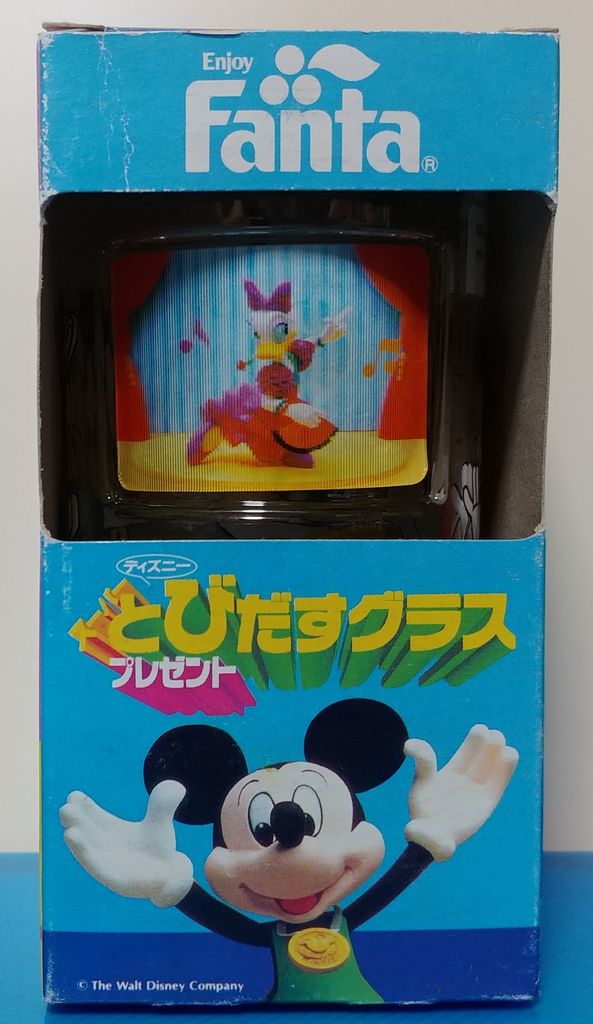 Enjoy
Fanta®
ディズニー
とびだすグラス
プレゼント
© The Walt Disney Company